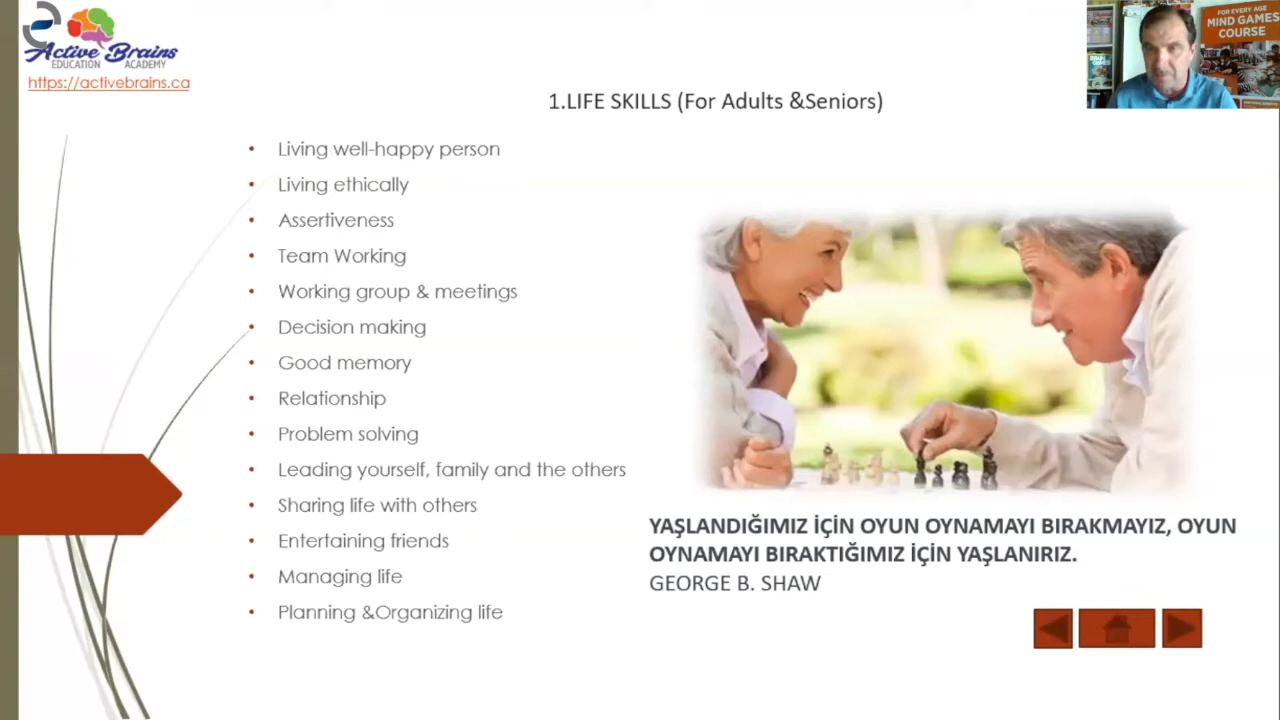 Active Brains
EDUCATION ACADEMY
https://activebrains.ca
FOR EVERY AGE
MIND GAMES
COURSE
1.LIFE SKILLS (For Adults &Seniors)
• Living well-happy person
• Living ethically
• Assertiveness
• Team Working
• Working group & meetings
• Decision making
• Good memory
• Relationship
• Problem solving
• Leading yourself, family and the others
• Sharing life with others
• Entertaining friends
• Managing life
• Planning &Organizing life
YAŞLANDIĞIMIZ İÇİN OYUN OYNAMAYI BIRAKMAYIZ, OYUN
OYNAMAYI BIRAKTIĞIMIZ İÇİN YAŞLANIRIZ.
GEORGE B. SHAW